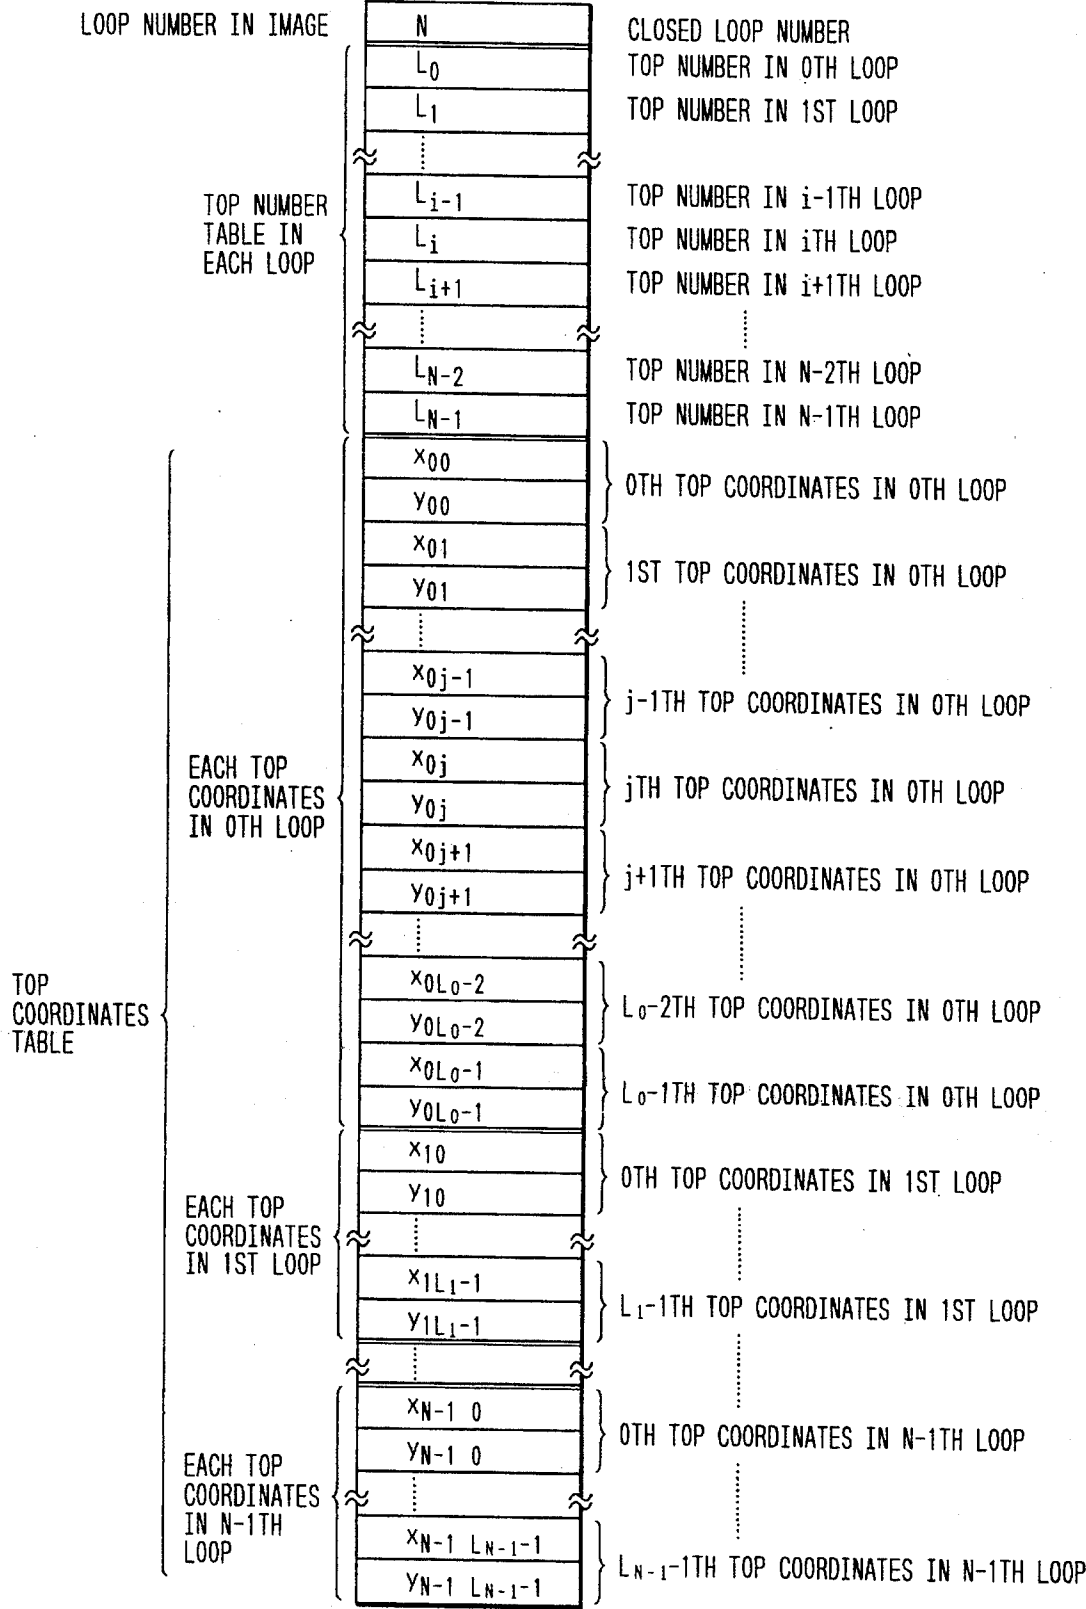 LOOP NUMBER IN IMAGE N CLOSED LOOP NUMBER
L0 TOP NUMBER IN 0TH LOOP
L1 TOP NUMBER IN 1ST LOOP
Li-1 TOP NUMBER IN i-1TH LOOP
TOP NUMBER
TABLE IN
EACH LOOP
Li TOP NUMBER IN iTH LOOP
Li+1 TOP NUMBER IN i+1TH LOOP
LN-2 TOP NUMBER IN N-2TH LOOP
LN-1 TOP NUMBER IN N-1TH LOOP
x00
y00
0TH TOP COORDINATES IN 0TH LOOP
x01
y01
1ST TOP COORDINATES IN 0TH LOOP
x0j-1
y0j-1
j-1TH TOP COORDINATES IN 0TH LOOP
EACH TOP
COORDINATES
IN 0TH LOOP
x0j
y0j
jTH TOP COORDINATES IN 0TH LOOP
x0j+1
y0j+1
j+1TH TOP COORDINATES IN 0TH LOOP
TOP
COORDINATES
TABLE
x0L0-2
y0L0-2
L0-2TH TOP COORDINATES IN 0TH LOOP
x0L0-1
y0L0-1
L0-1TH TOP COORDINATES IN 0TH LOOP
x10
y10
0TH TOP COORDINATES IN 1ST LOOP
EACH TOP
COORDINATES
IN 1ST LOOP
x1L1-1
y1L1-1
L1-1TH TOP COORDINATES IN 1ST LOOP
xN-1 0
yN-1 0
0TH TOP COORDINATES IN N-1TH LOOP
EACH TOP
COORDINATES
IN N-1TH
LOOP
xN-1 LN-1-1
yN-1 LN-1-1
LN-1-1TH TOP COORDINATES IN N-1TH LOOP